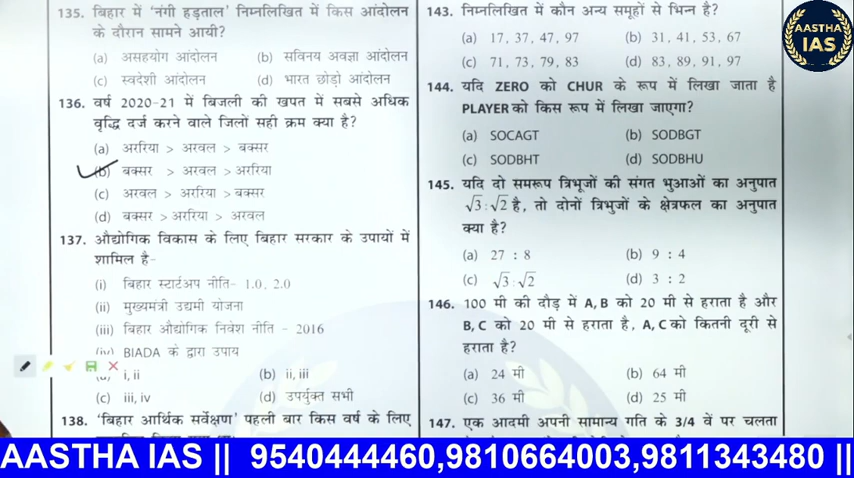 135. बिहार में ‘नंगी हड़ताल’ निम्नलिखित में किस आंदोलन
के दौरान सामने आयी?
(a) असहयोग आंदोलन (b) सविनय अवज्ञा आंदोलन
(c) स्वदेशी आंदोलन (d) भारत छोड़ो आंदोलन
136. वर्ष 2020-21 में बिजली की खपत में सबसे अधिक
वृद्धि दर्ज करने वाले जिलों सही क्रम क्या है?
(a) अररिया > अरवल > बक्सर
(b) बक्सर > अरवल > अररिया
(c) अरवल > अररिया > बक्सर
(d) बक्सर > अररिया > अरवल
137. औद्योगिक विकास के लिए बिहार सरकार के उपायों में
शामिल है-
(i) बिहार स्टार्टअप नीति- 1.0, 2.0
(ii) मुख्यमंत्री उद्यमी योजना
(iii) बिहार औद्योगिक निवेश नीति - 2016
(iv) BIADA के द्वारा उपाय
i, ii (b) ii, iii
(c) iii, iv (d) उपर्युक्त सभी
138. ‘बिहार आर्थिक सर्वेक्षण’ पहली बार किस वर्ष के लिए
143. निम्नलिखित में कौन अन्य समूहों से भिन्न है?
(a) 17, 37, 47, 97 (b) 31, 41, 53, 67
(c) 71, 73, 79, 83 (d) 83, 89, 91, 97
144. यदि ZERO को CHUR के रूप में लिखा जाता है
PLAYER को किस रूप में लिखा जाएगा?
(a) SOCAGT (b) SODBGT
(c) SODBHT (d) SODBHU
145. यदि दो समरूप त्रिभूजों की संगत भुआओं का अनुपात
√3 : √2 है, तो दोनों त्रिभुजों के क्षेत्रफल का अनुपात
क्या है?
(a) 27 : 8 (b) 9 : 4
(c) √3 : √2 (d) 3 : 2
146. 100 मी की दौड़ में A, B को 20 मी से हराता है और
B, C को 20 मी से हराता है, A, C को कितनी दूरी से
हराता है?
(a) 24 मी (b) 64 मी
(c) 36 मी (d) 25 मी
147. एक आदमी अपनी सामान्य गति के 3/4 वें पर चलता
AASTHA
IAS
AASTHA IAS || 9540444460,9810664003,9811343480 ||